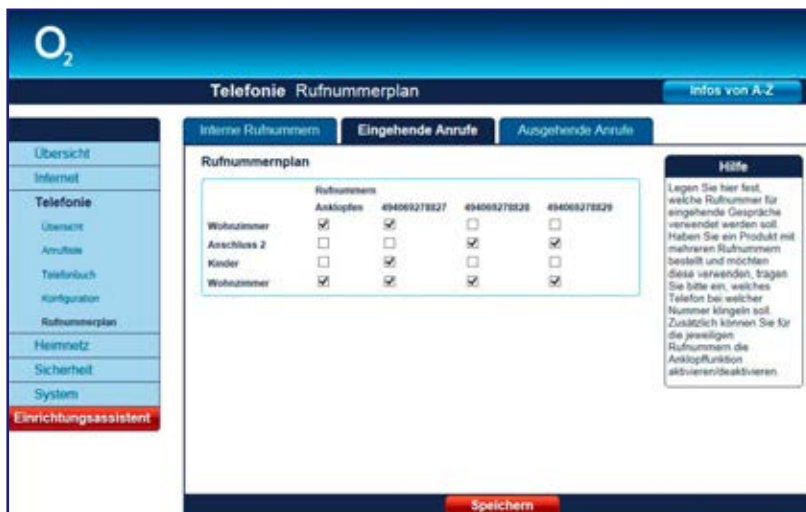 O2
Telefonie Rufnummerplan
Infos von A-Z
Übersicht
Internet
Telefonie
Übersicht
Anrufliste
Telefonbuch
Konfiguration
Rufnummerplan
Heimnetz
Sicherheit
System
Einrichtungsassistent
Interne Rufnummern
Eingehende Anrufe
Ausgehende Anrufe
Rufnummernplan
Rufnummern
Anklopfen 494069278827 494069278828 494069278829
Wohnzimmer
Anschluss 2
Kinder
Wohnzimmer
Hilfe
Legen Sie hier fest,
welche Rufnummer für
eingehende Gespräche
verwendet werden soll.
Haben Sie ein Produkt mit
mehreren Rufnummern
bestellt und möchten
diese verwenden, tragen
Sie bitte ein, welches
Telefon bei welcher
Nummer klingeln soll.
Zusätzlich können Sie für
die jeweiligen
Rufnummern die
Anklopffunktion
aktivieren/deaktivieren.
Speichern